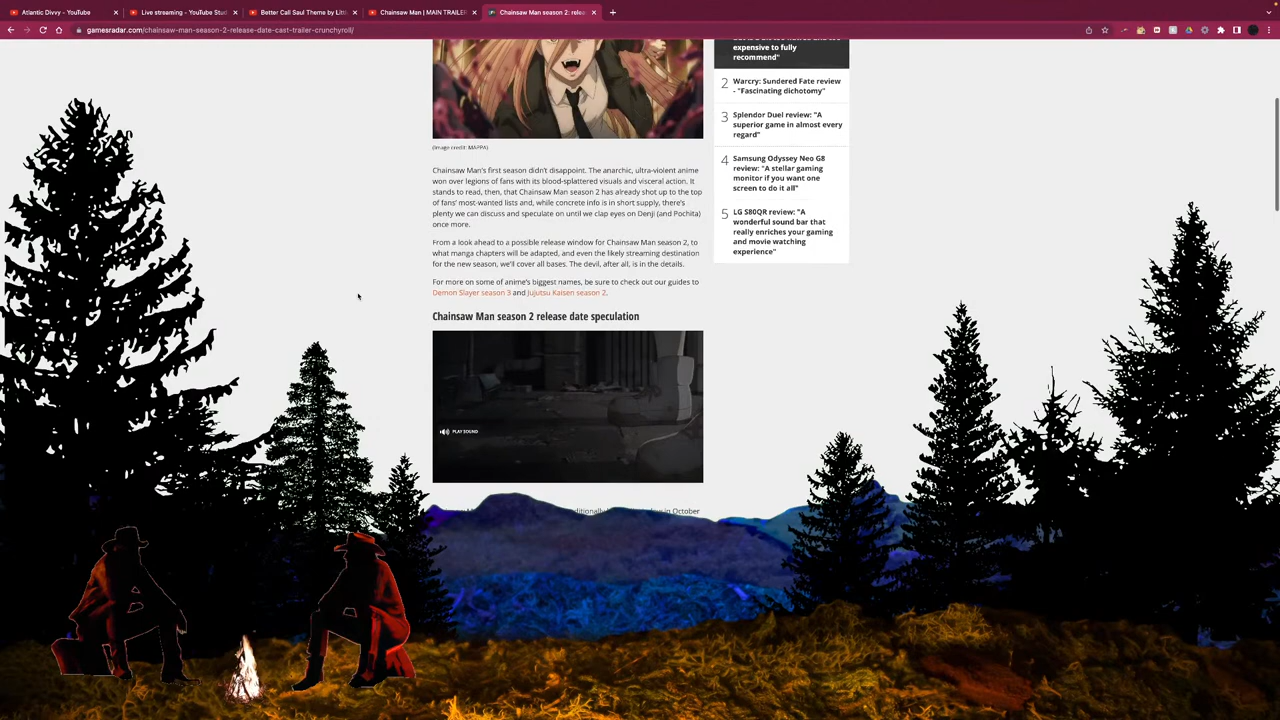 Atlantic Divvy - YouTube
Live streaming - YouTube Stud
Better Call Saul Theme by Littl
Chainsaw Man | MAIN TRAILER
Chainsaw Man season 2: relea
gamesradar.com/chainsaw-man-season-2-release-date-cast-trailer-crunchyroll/
expensive to fully
recommend"
2 Warcry: Sundered Fate review
- "Fascinating dichotomy"
3 Splendor Duel review: "A
superior game in almost every
regard"
4 Samsung Odyssey Neo G8
review: "A stellar gaming
monitor if you want one
screen to do it all"
5 LG S80QR review: "A
wonderful sound bar that
really enriches your gaming
and movie watching
experience"
(Image credit: MAPPA)
Chainsaw Man's first season didn't disappoint. The anarchic, ultra-violent anime
won over legions of fans with its blood-splattered visuals and visceral action. It
stands to read, then, that Chainsaw Man season 2 has already shot up to the top
of fans' most-wanted lists and, while concrete info is in short supply, there's
plenty we can discuss and speculate on until we clap eyes on Denji (and Pochita)
once more.
From a look ahead to a possible release window for Chainsaw Man season 2, to
what manga chapters will be adapted, and even the likely streaming destination
for the new season, we'll cover all bases. The devil, after all, is in the details.
For more on some of anime's biggest names, be sure to check out our guides to
Demon Slayer season 3 and Jujutsu Kaisen season 2.
Chainsaw Man season 2 release date speculation
PLAY SOUND
in October